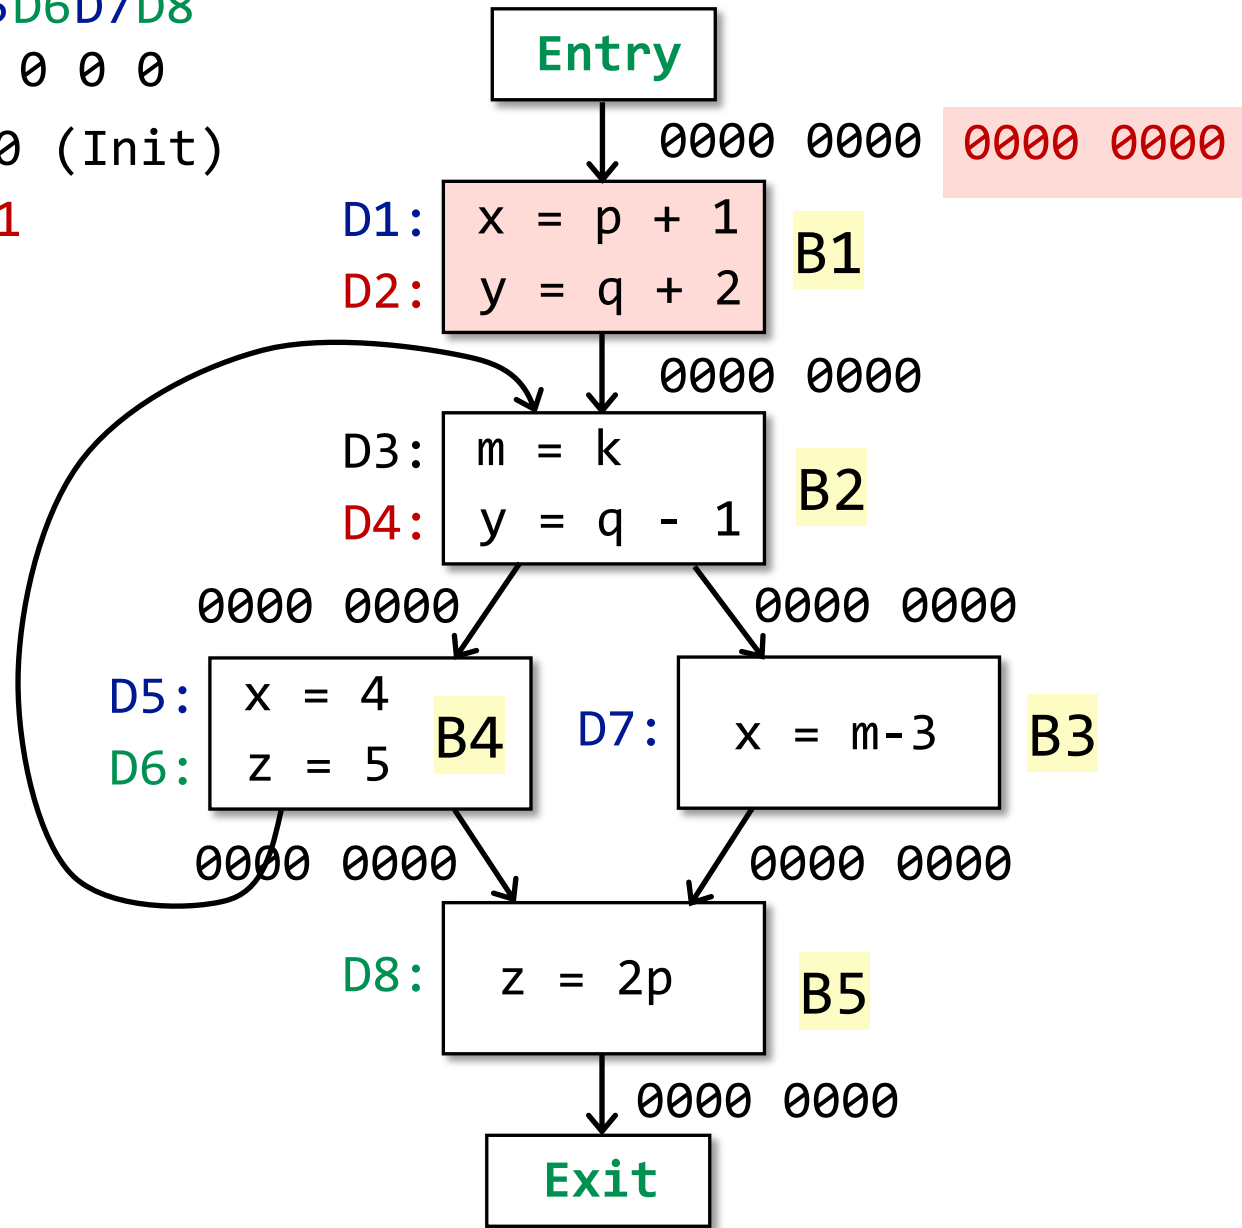 D6D7D8
Entry
0 0 0
0000 0000
0000 0000
0 (Init)
1
D1:
x = p + 1
B1
D2:
y = q + 2
0000 0000
D3:
m = k
B2
D4:
y = q - 1
0000 0000
0000 0000
D5:
x = 4
B4
D6:
z = 5
D7:
x = m-3
B3
0000 0000
0000 0000
D8:
z = 2p
B5
0000 0000
Exit